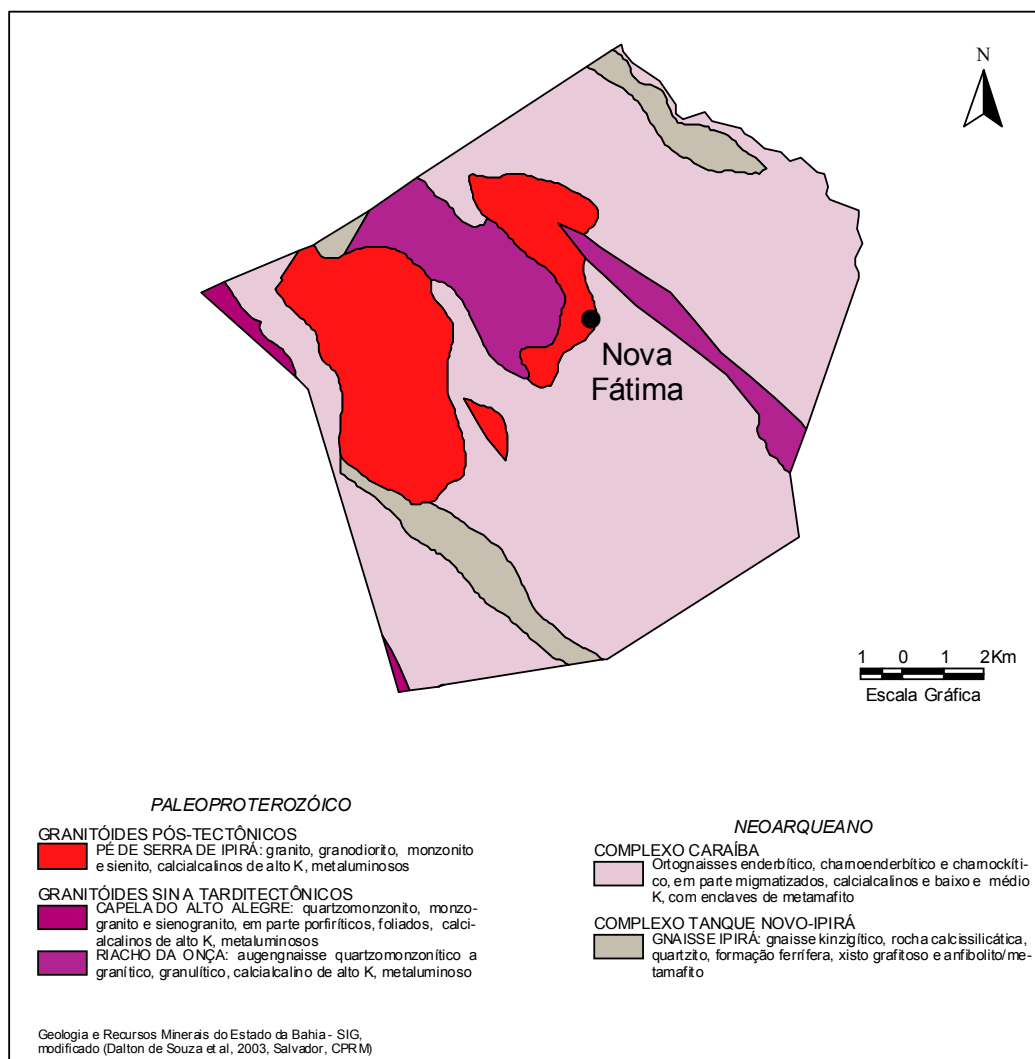 N
Nova
Fátima
1 0 1 2Km
Escala Gráfica
PALEOPROTEROZÓICO
GRANITÓIDES PÓS-TECTÔNICOS
PÉ DE SERRA DE IPIRÁ: granito, granodiorito, monzonito
e sienito, calcialcalinos de alto K, metaluminosos
GRANITÓIDES SIN A TARDITECTÔNICOS
CAPELA DO ALTO ALEGRE: quartzomonzonito, monzo-
granito e sienogranito, em parte porfiríticos, foliados, calci-
alcalinos de alto K, metaluminosos
RIACHO DA ONÇA: augengnaisse quartzomonzonítico a
granítico, granulítico, calcialcalino de alto K, metaluminoso
NEOARQUEANO
COMPLEXO CARAÍBA
Ortognaisses enderbítico, charnoenderbítico e charnockíti-
co, em parte migmatizados, calcialcalinos e baixo e médio
K, com enclaves de metamafito
COMPLEXO TANQUE NOVO-IPIRÁ
GNAISSE IPIRÁ: gnaisse kinzigítico, rocha calcissilicática,
quartzito, formação ferrífera, xisto grafitoso e anfibolito/me-
tamafito
Geologia e Recursos Minerais do Estado da Bahia - SIG,
modificado (Dalton de Souza et al, 2003, Salvador, CPRM)